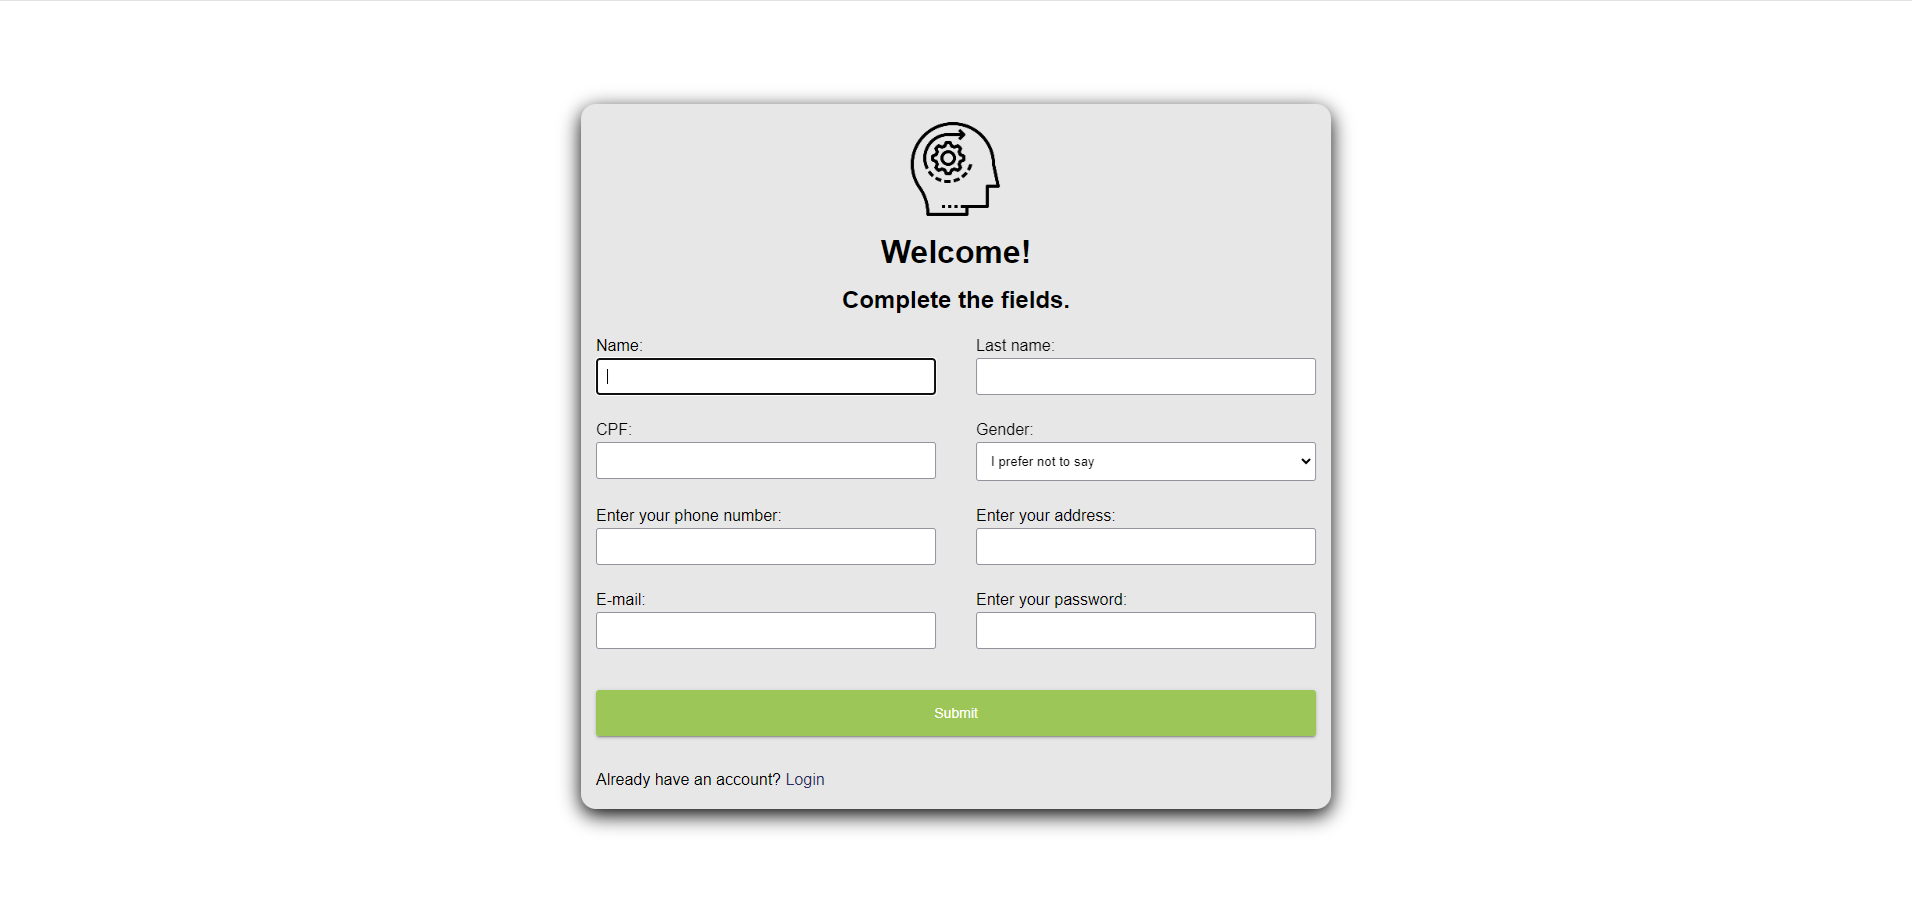 Welcome!
Complete the fields.
Name:
Last name:
CPF:
Gender:
I prefer not to say
Enter your phone number:
Enter your address:
E-mail:
Enter your password:
Submit
Already have an account? Login